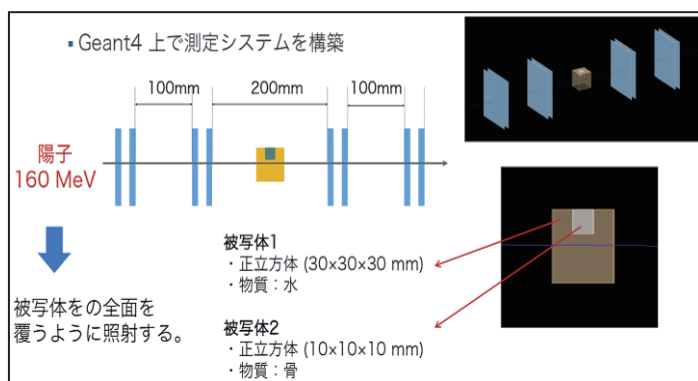 ▪ Geant4 上で測定システムを構築
100mm
200mm
100mm
陽子
160 MeV
被写体1
・正立方体 (30×30×30 mm)
・物質：水
被写体をの全面を
覆うように照射する。
被写体2
・正立方体 (10×10×10 mm)
・物質：骨